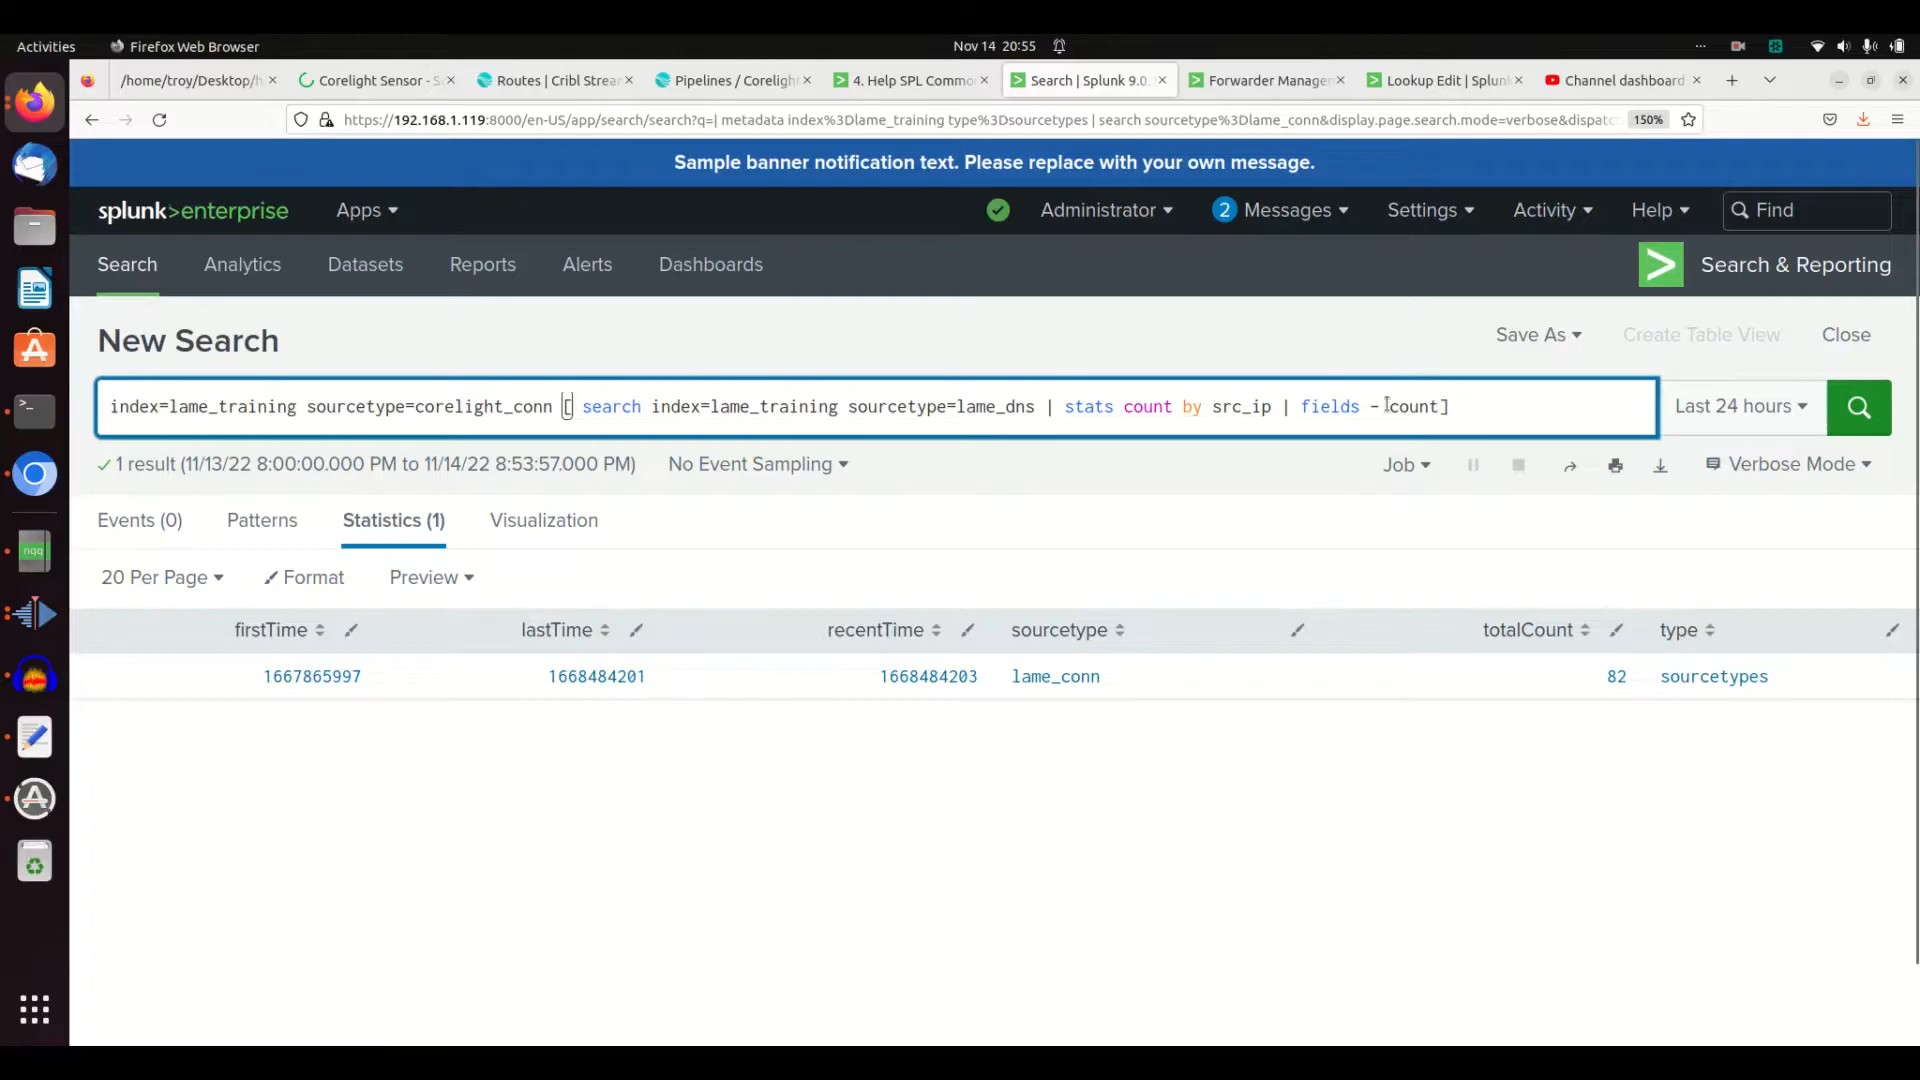 Activities Firefox Web Browser Nov 14 20:55
/home/troy/Desktop/h Corelight Sensor - S Routes | Cribl Strea Pipelines / Coreligh 4. Help SPL Commo Search | Splunk 9.0. Forwarder Manage Lookup Edit | Splun Channel dashboard
https://192.168.1.119:8000/en-US/app/search/search?q=| metadata index%3Dlame_training type%3Dsourcetypes | search sourcetype%3Dlame_conn&display.page.search.mode=verbose&dispatc 150%
Sample banner notification text. Please replace with your own message.
splunk>enterprise Apps Administrator 2 Messages Settings Activity Help Find
Search Analytics Datasets Reports Alerts Dashboards > Search & Reporting
New Search Save As Create Table View Close
index=lame_training sourcetype=corelight_conn [ search index=lame_training sourcetype=lame_dns | stats count by src_ip | fields - count] Last 24 hours
1 result (11/13/22 8:00:00.000 PM to 11/14/22 8:53:57.000 PM) No Event Sampling Job Verbose Mode
Events (0) Patterns Statistics (1) Visualization
nqq
20 Per Page Format Preview
firstTime lastTime recentTime sourcetype totalCount type
1667865997 1668484201 1668484203 lame_conn 82 sourcetypes